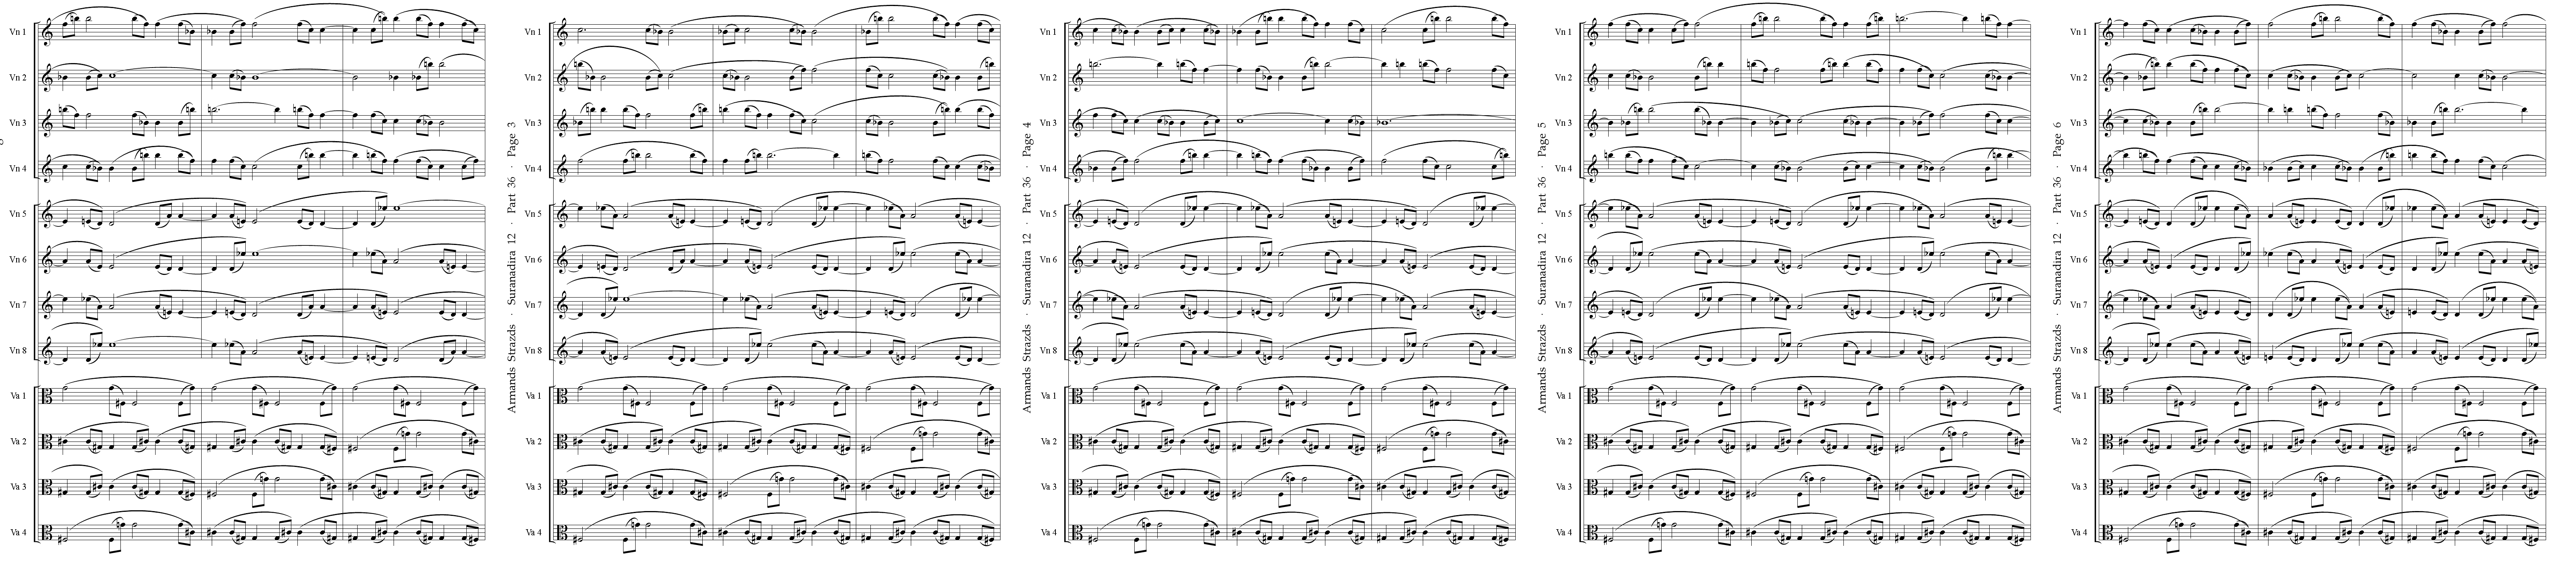 Vn 1
Vn 2
Vn 3
Vn 4
Vn 5
Vn 6
Vn 7
Vn 8
Va 1
Va 2
Va 3
Va 4
Armands Strazds · Suranadira 12 · Part 36 · Page 3
Vn 1
Vn 2
Vn 3
Vn 4
Vn 5
Vn 6
Vn 7
Vn 8
Va 1
Va 2
Va 3
Va 4
Armands Strazds · Suranadira 12 · Part 36 · Page 4
Vn 1
Vn 2
Vn 3
Vn 4
Vn 5
Vn 6
Vn 7
Vn 8
Va 1
Va 2
Va 3
Va 4
Armands Strazds · Suranadira 12 · Part 36 · Page 5
Vn 1
Vn 2
Vn 3
Vn 4
Vn 5
Vn 6
Vn 7
Vn 8
Va 1
Va 2
Va 3
Va 4
Armands Strazds · Suranadira 12 · Part 36 · Page 6
Vn 1
Vn 2
Vn 3
Vn 4
Vn 5
Vn 6
Vn 7
Vn 8
Va 1
Va 2
Va 3
Va 4